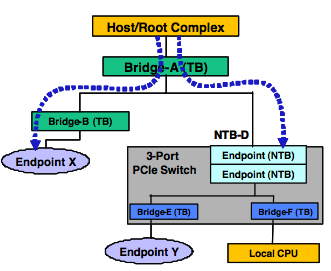 Host/Root Complex
Bridge-A (TB)
Bridge-B (TB)
NTB-D
Endpoint X
3-Port
PCIe Switch
Endpoint (NTB)
Endpoint (NTB)
Bridge-E (TB)
Bridge-F (TB)
Endpoint Y
Local CPU